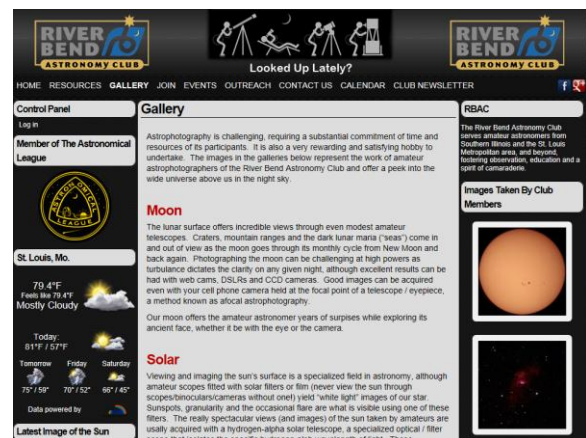 RIVER
BEND
ASTRONOMY CLUB
Looked Up Lately?
RIVER
BEND
ASTRONOMY CLUB
HOME RESOURCES GALLERY JOIN EVENTS OUTREACH CONTACT US CALENDAR CLUB NEWSLETTER
Control Panel
Log in
Member of The Astronomical
League
ASTRONOMICAL
LEAGUE
St. Louis, Mo.
79.4°F
Feels like 79.4°F
Mostly Cloudy
Today:
81°F / 57°F
Tomorrow Friday Saturday
75° / 59° 70° / 52° 66° / 45°
Data powered by
Latest Image of the Sun
Gallery
Astrophotography is challenging, requiring a substantial commitment of time and
resources of its participants. It is also a very rewarding and satisfying hobby to
undertake. The images in the galleries below represent the work of amateur
astrophotographers of the River Bend Astronomy Club and offer a peek into the
wide universe above us in the night sky.
Moon
The lunar surface offers incredible views through even modest amateur
telescopes. Craters, mountain ranges and the dark lunar maria ("seas") come in
and out of view as the moon goes through its monthly cycle from New Moon and
back again. Photographing the moon can be challenging at high powers as
turbulance dictates the clarity on any given night, although excellent results can be
had with web cams, DSLRs and CCD cameras. Good images can be acquired
even with your cell phone camera held at the focal point of a telescope / eyepiece,
a method known as afocal astrophotography.
Our moon offers the amateur astronomer years of surpises while exploring its
ancient face, whether it be with the eye or the camera.
Solar
Viewing and imaging the sun's surface is a specialized field in astronomy, although
amateur scopes fitted with solar filters or film (never view the sun through
scopes/binoculars/cameras without one!) yield "white light" images of our star.
Sunspots, granularity and the occasional flare are what is visible using one of these
filters. The really spectacular views (and images) of the sun taken by amateurs are
usally acquired with a hydrogen-alpha solar telescope, a specialized optical / filter
RBAC
The River Bend Astronomy Club
serves amateur astronomers from
Southern Illinois and the St. Louis
Metropolitan area, and beyond,
fostering observation, education and a
spirit of camaraderie.
Images Taken By Club
Members